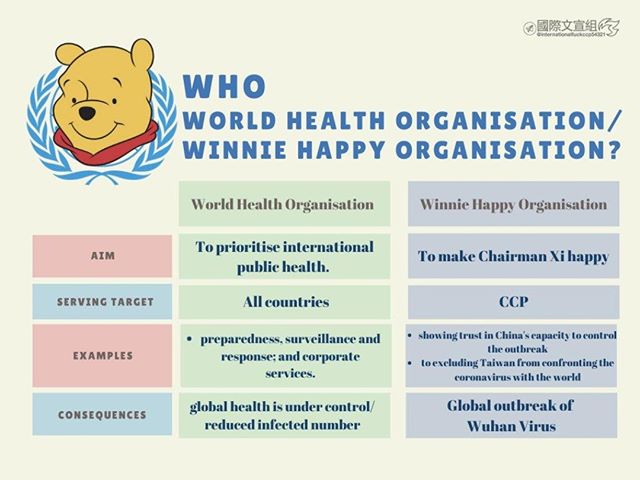 國際文宣組
@internationalfuckccp54321
WHO
WORLD HEALTH ORGANISATION/
WINNIE HAPPY ORGANISATION?
World Health Organisation
Winnie Happy Organisation
AIM
To prioritise international
public health.
To make Chairman Xi happy
SERVING TARGET
All countries
CCP
EXAMPLES
• preparedness, surveillance and
response; and corporate
services.
• showing trust in China's capacity to control
the outbreak
• to excluding Taiwan from confronting the
coronavirus with the world
CONSEQUENCES
global health is under control/
reduced infected number
Global outbreak of
Wuhan Virus